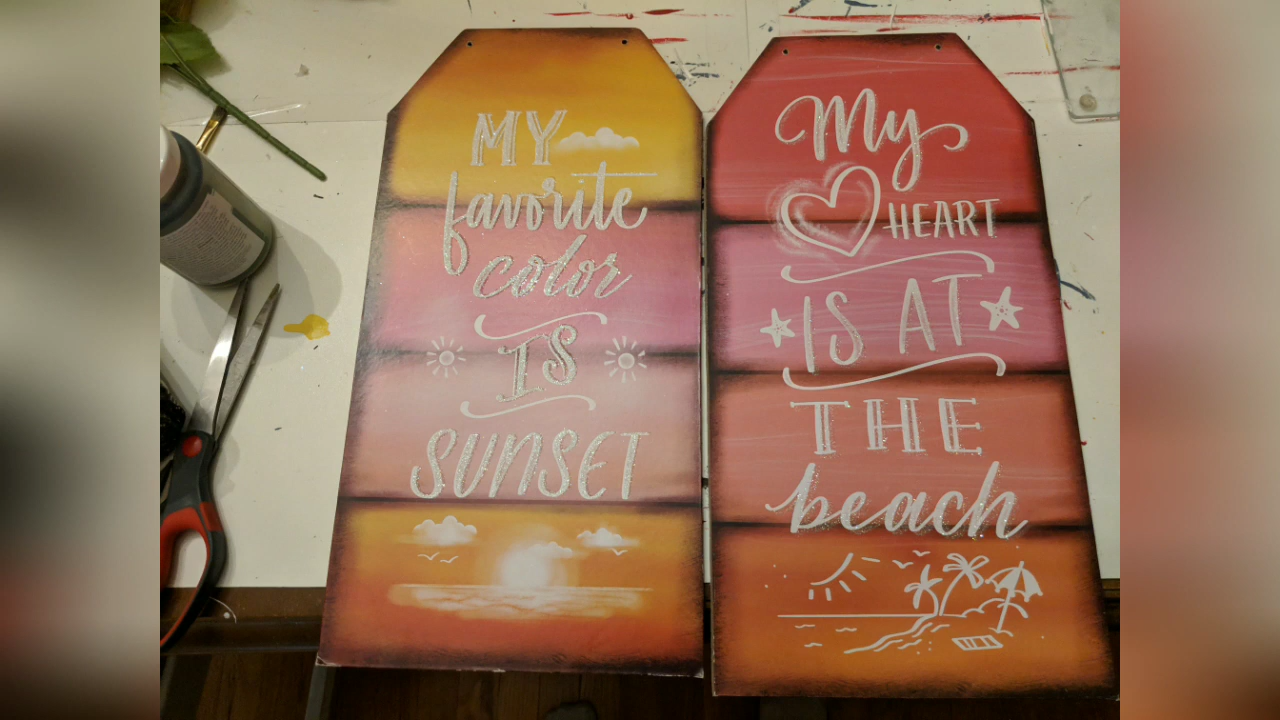 MY
favorite
color
IS
SUNSET
My
HEART
IS AT
THE
beach